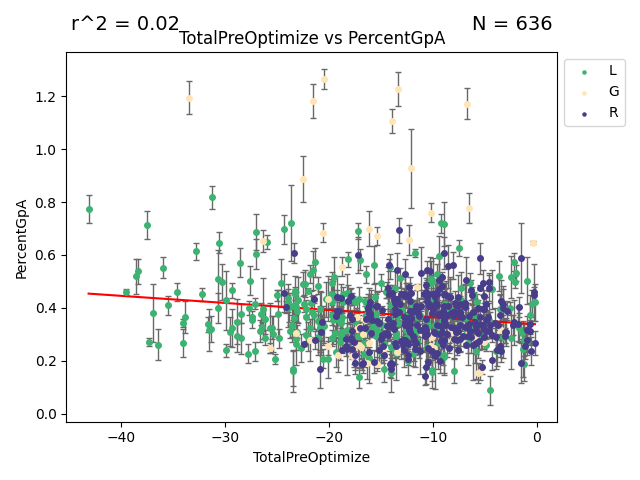 r^2 = 0.02
N = 636
TotalPreOptimize vs PercentGpA
L
G
R
1.2
1.0
0.8
0.6
0.4
0.2
0.0
PercentGpA
−40
−30
−20
−10
0
TotalPreOptimize